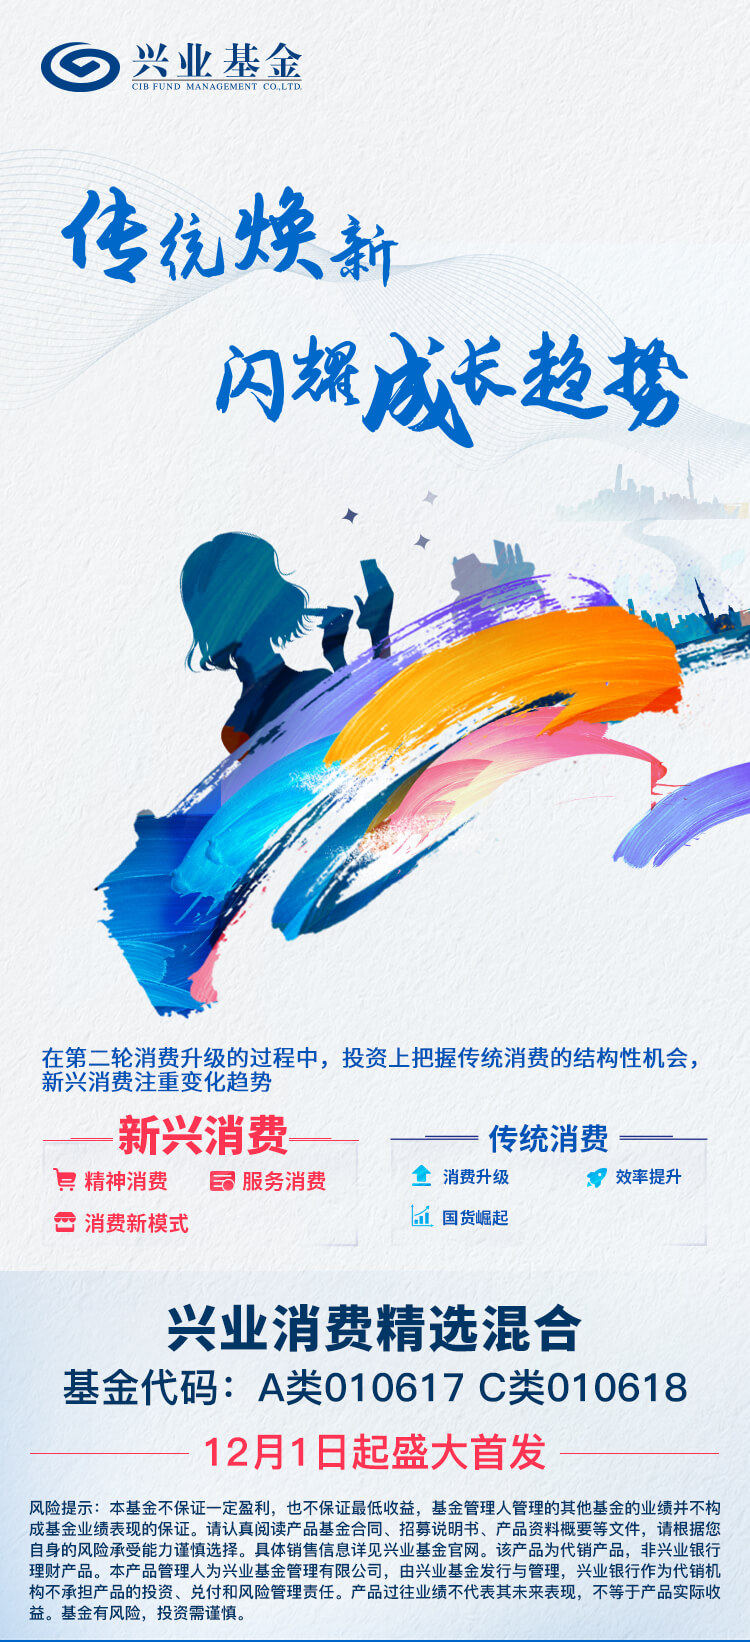 兴业基金
CIB FUND MANAGEMENT CO.,LTD.
传统焕新
闪耀成长趋势
在第二轮消费升级的过程中，投资上把握传统消费的结构性机会，
新兴消费注重变化趋势
新兴消费
精神消费 服务消费
消费新模式
传统消费
消费升级 效率提升
国货崛起
兴业消费精选混合
基金代码：A类010617 C类010618
12月1日起盛大首发
风险提示：本基金不保证一定盈利，也不保证最低收益，基金管理人管理的其他基金的业绩并不构
成基金业绩表现的保证。请认真阅读产品基金合同、招募说明书、产品资料概要等文件，请根据您
自身的风险承受能力谨慎选择。具体销售信息详见兴业基金官网。该产品为代销产品，非兴业银行
理财产品。本产品管理人为兴业基金管理有限公司，由兴业基金发行与管理，兴业银行作为代销机
构不承担产品的投资、兑付和风险管理责任。产品过往业绩不代表其未来表现，不等于产品实际收
益。基金有风险，投资需谨慎。